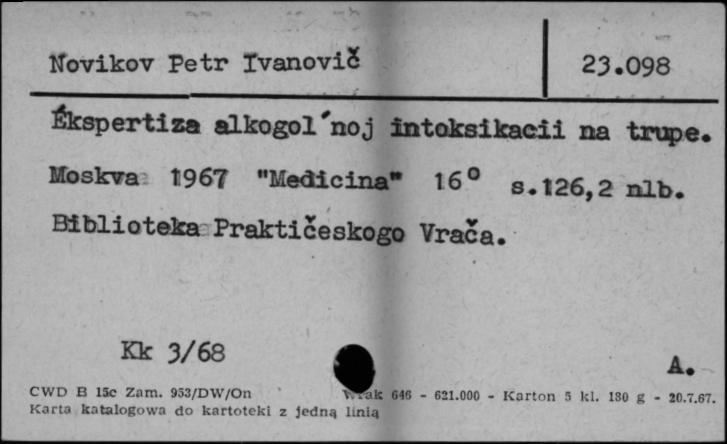 Novikov Petr Ivanovič 23.098
Ékspertiza alkogol´noj intoksikacii na trupe.
Moskva 1967 "Medicina" 16° s.126,2 nlb.
Biblioteka Praktičeskogo Vrača.
Kk 3/68 A.
CWD B 15c Zam. 953/DW/On Wrak 646 - 621.000 - Karton 5 kl. 180 g - 20.7.67.
Karta katalogowa do kartoteki z jedną linią